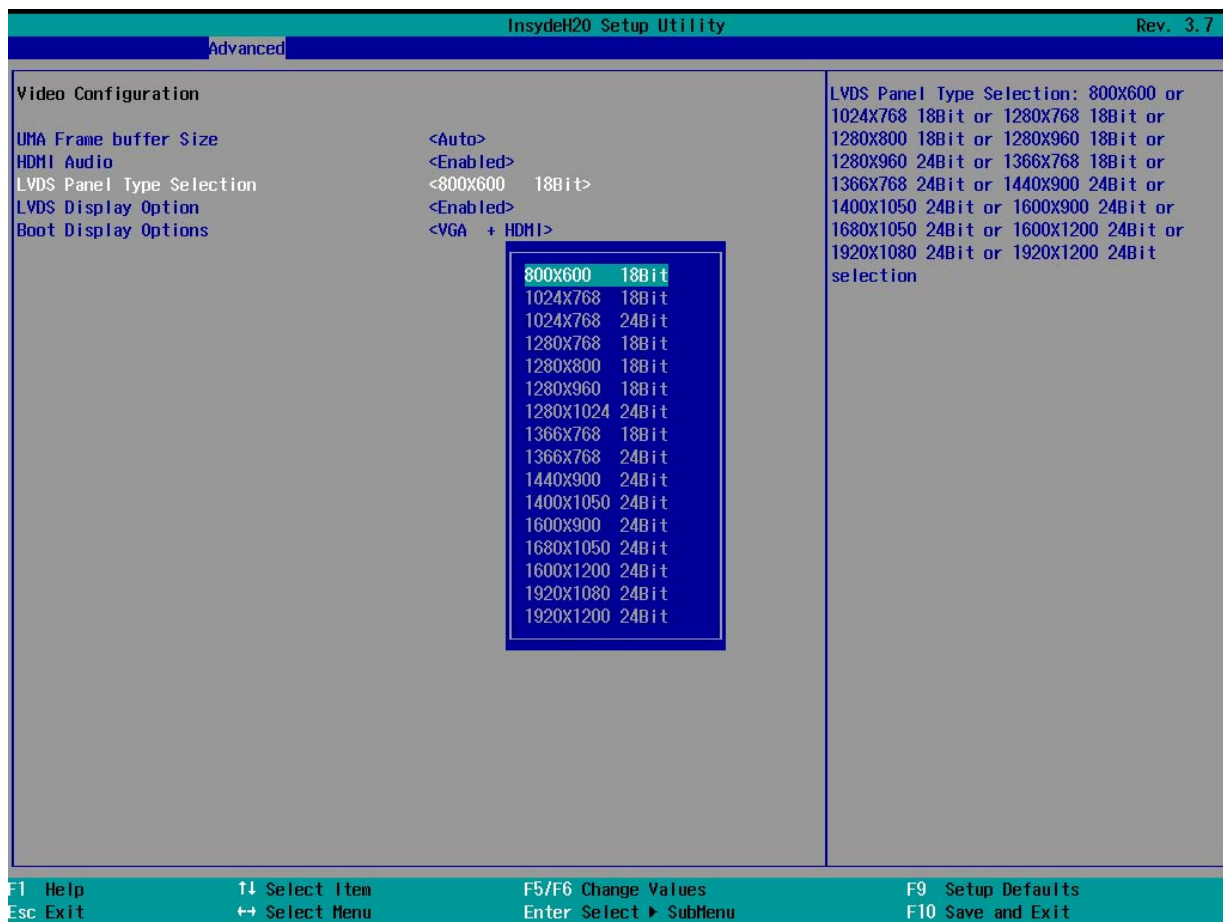 InsydeH20 Setup Utility Rev. 3.7
Advanced
Video Configuration
UMA Frame buffer Size <Auto>
HDMI Audio <Enabled>
LVDS Panel Type Selection <800X600 18Bit>
LVDS Display Option <Enabled>
Boot Display Options <VGA + HDMI>
800X600 18Bit
1024X768 18Bit
1024X768 24Bit
1280X768 18Bit
1280X800 18Bit
1280X960 18Bit
1280X1024 24Bit
1366X768 18Bit
1366X768 24Bit
1440X900 24Bit
1400X1050 24Bit
1600X900 24Bit
1680X1050 24Bit
1600X1200 24Bit
1920X1080 24Bit
1920X1200 24Bit
LVDS Panel Type Selection: 800X600 or
1024X768 18Bit or 1280X768 18Bit or
1280X800 18Bit or 1280X960 18Bit or
1280X960 24Bit or 1366X768 18Bit or
1366X768 24Bit or 1440X900 24Bit or
1400X1050 24Bit or 1600X900 24Bit or
1680X1050 24Bit or 1600X1200 24Bit or
1920X1080 24Bit or 1920X1200 24Bit
selection
F1 Help ↑↓ Select Item F5/F6 Change Values F9 Setup Defaults
Esc Exit ↔ Select Menu Enter Select ▶ SubMenu F10 Save and Exit